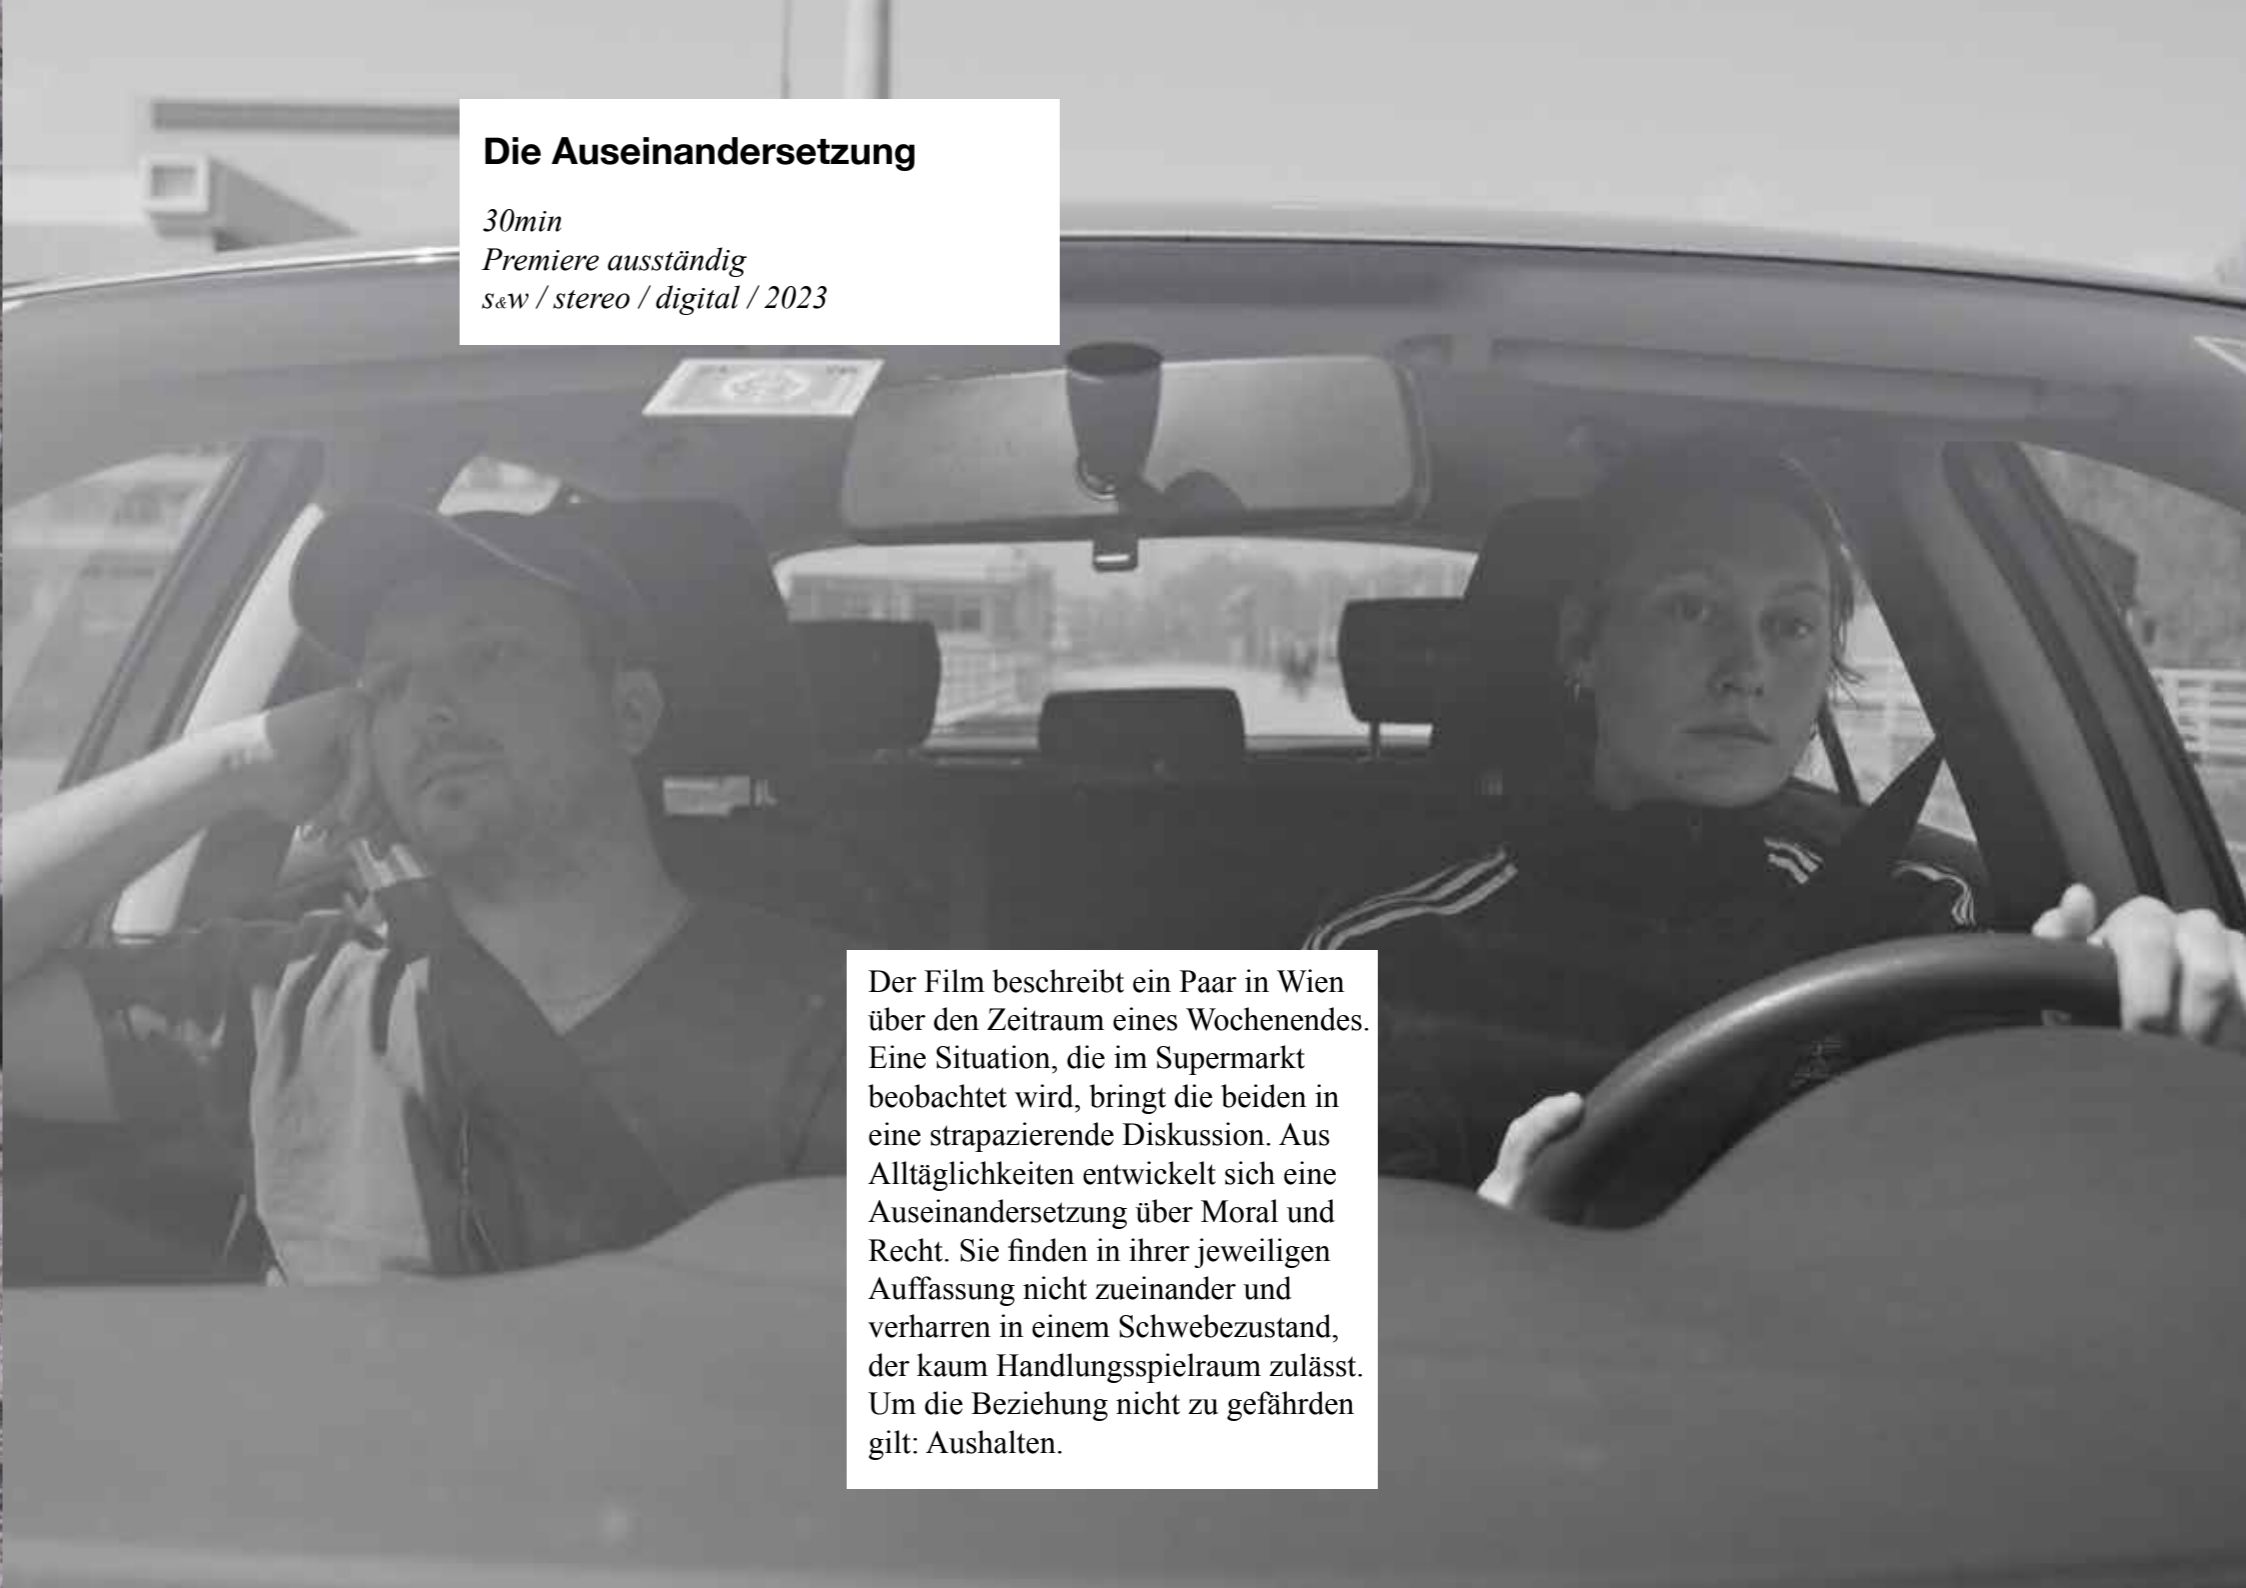 Die Auseinandersetzung
30min
Premiere ausständig
s&w / stereo / digital / 2023
Der Film beschreibt ein Paar in Wien
über den Zeitraum eines Wochenendes.
Eine Situation, die im Supermarkt
beobachtet wird, bringt die beiden in
eine strapazierende Diskussion. Aus
Alltäglichkeiten entwickelt sich eine
Auseinandersetzung über Moral und
Recht. Sie finden in ihrer jeweiligen
Auffassung nicht zueinander und
verharren in einem Schwebezustand,
der kaum Handlungsspielraum zulässt.
Um die Beziehung nicht zu gefährden
gilt: Aushalten.